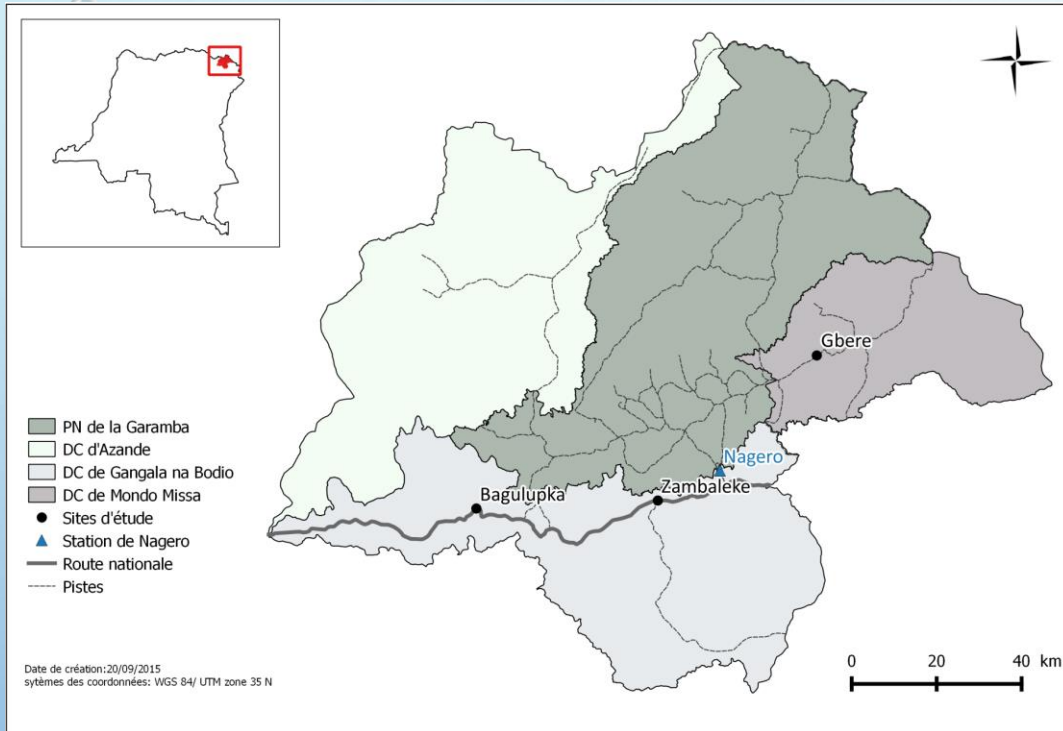 Gbere
Nagero
Zambaleke
Bagulupka
PN de la Garamba
DC d'Azande
DC de Gangala na Bodio
DC de Mondo Missa
Sites d'étude
Station de Nagero
Route nationale
Pistes
Date de création:20/09/2015
sytèmes des coordonnées: WGS 84/ UTM zone 35 N
0 20 40 km